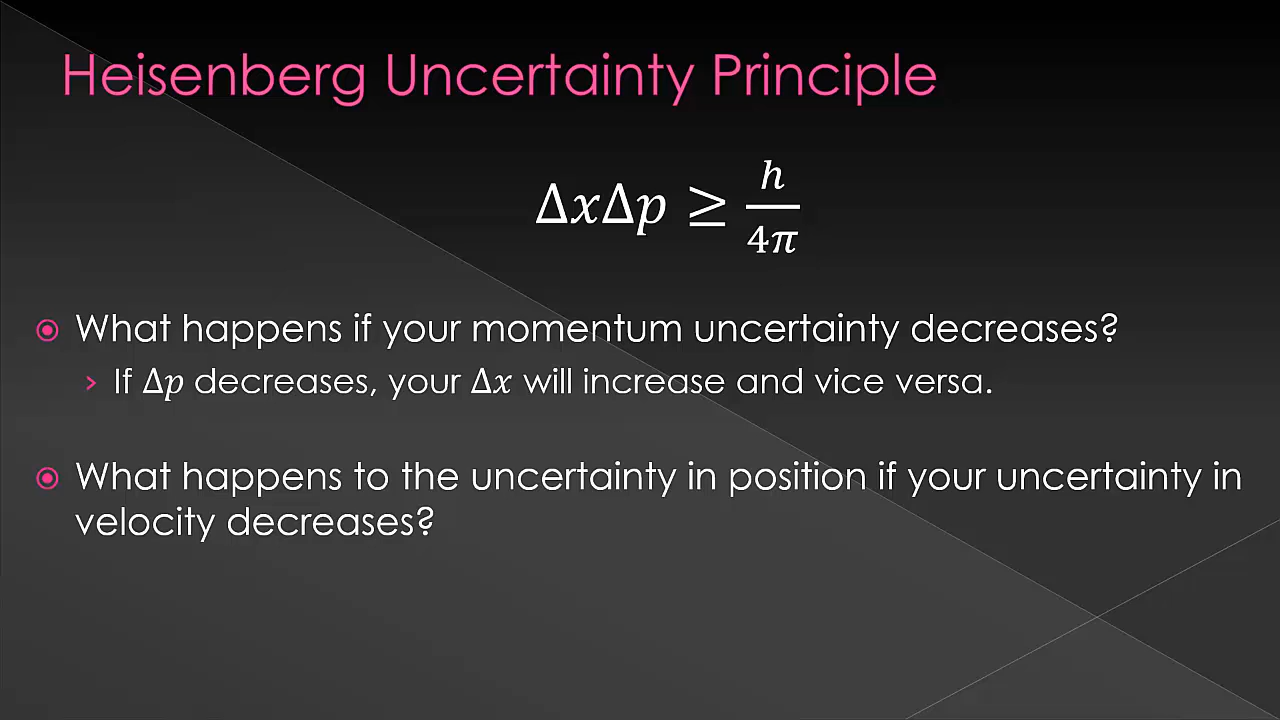 Heisenberg Uncertainty Principle
ΔxΔp ≥ h/4π
What happens if your momentum uncertainty decreases?
If Δp decreases, your Δx will increase and vice versa.
What happens to the uncertainty in position if your uncertainty in
velocity decreases?